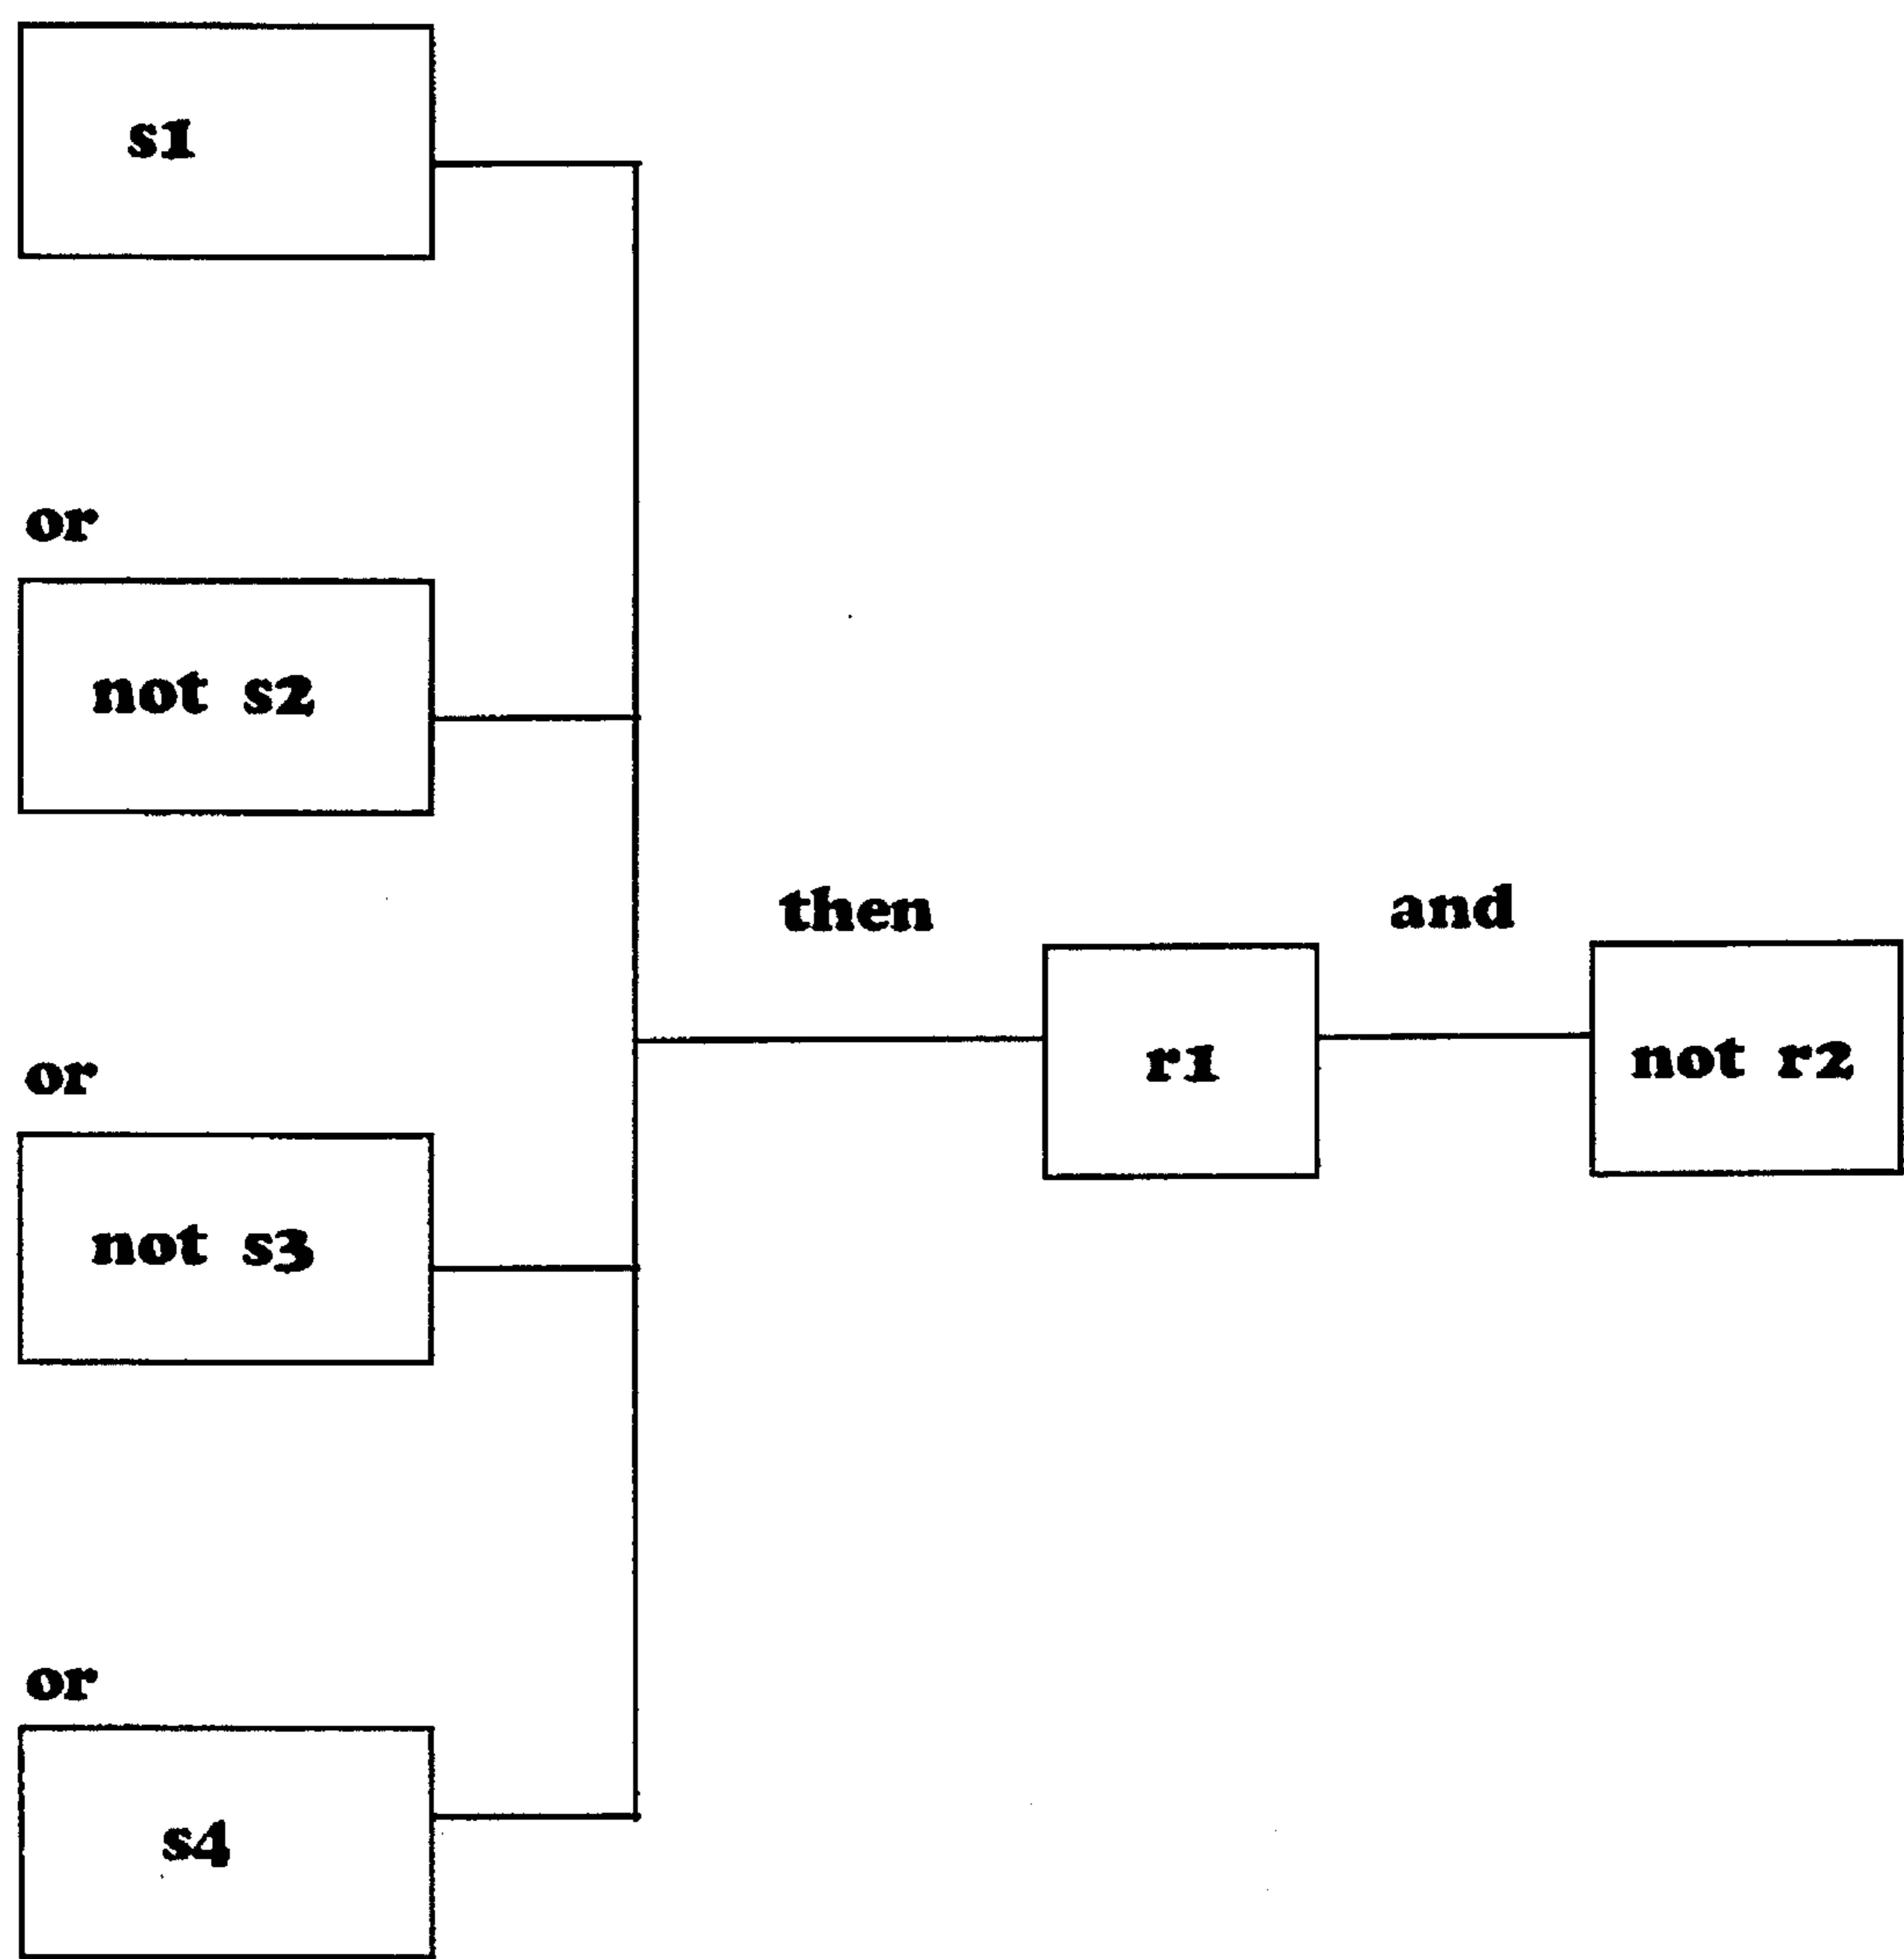 s1
or
not s2
then
and
or
r1
not r2
not s3
or
s4